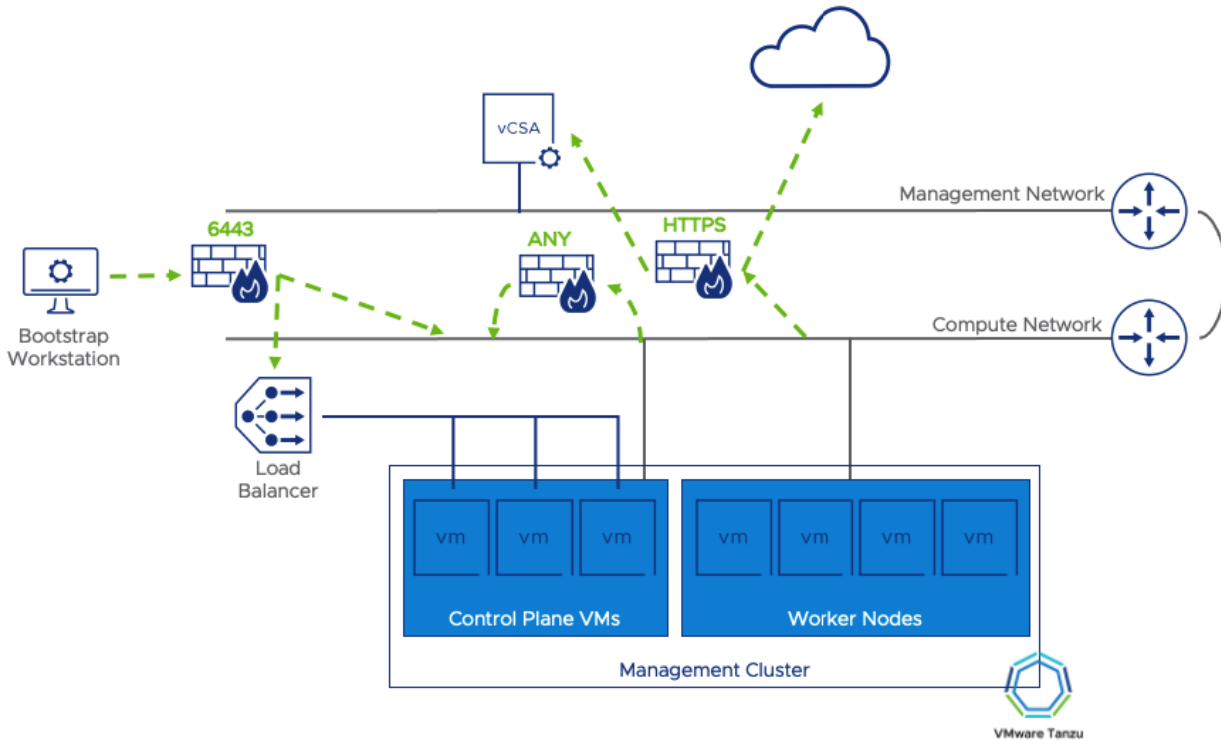 vCSA
Management Network
6443
ANY
HTTPS
Bootstrap
Workstation
Compute Network
Load
Balancer
vm vm vm vm vm vm vm
Control Plane VMs
Worker Nodes
Management Cluster
VMware Tanzu